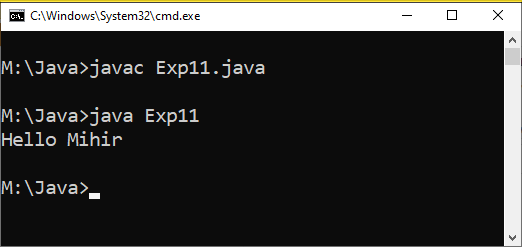 C:\Windows\System32\cmd.exe
M:\Java>javac Exp11.java
M:\Java>java Exp11
Hello Mihir
M:\Java>